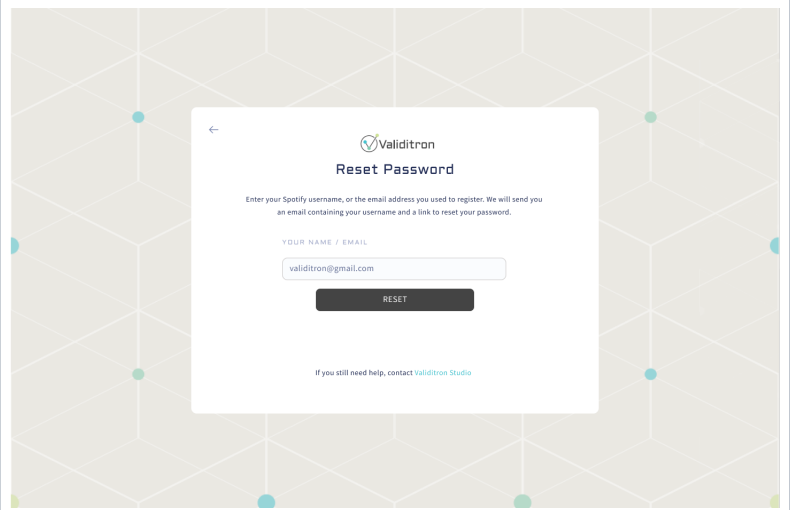 Validitron
Reset Password
Enter your Spotify username, or the email address you used to register. We will send you
an email containing your username and a link to reset your password.
YOUR NAME / EMAIL
validitron@gmail.com
RESET
If you still need help, contact Validitron Studio